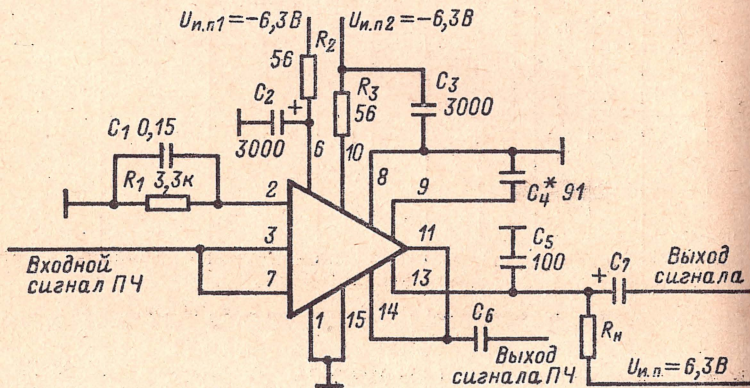 Uи.п1=−6,3В
Uи.п2=−6,3В
R2
56
C2
+
3000
R3
56
C3
3000
C1 0,15
R1 3,3к
6
10
8
2
9
C4* 91
3
11
C5
100
Входной
сигнал ПЧ
7
13
+
C7
Выход
сигнала
1
15
14
C6
Rн
Выход
сигнала ПЧ
Uи.п=6,3В